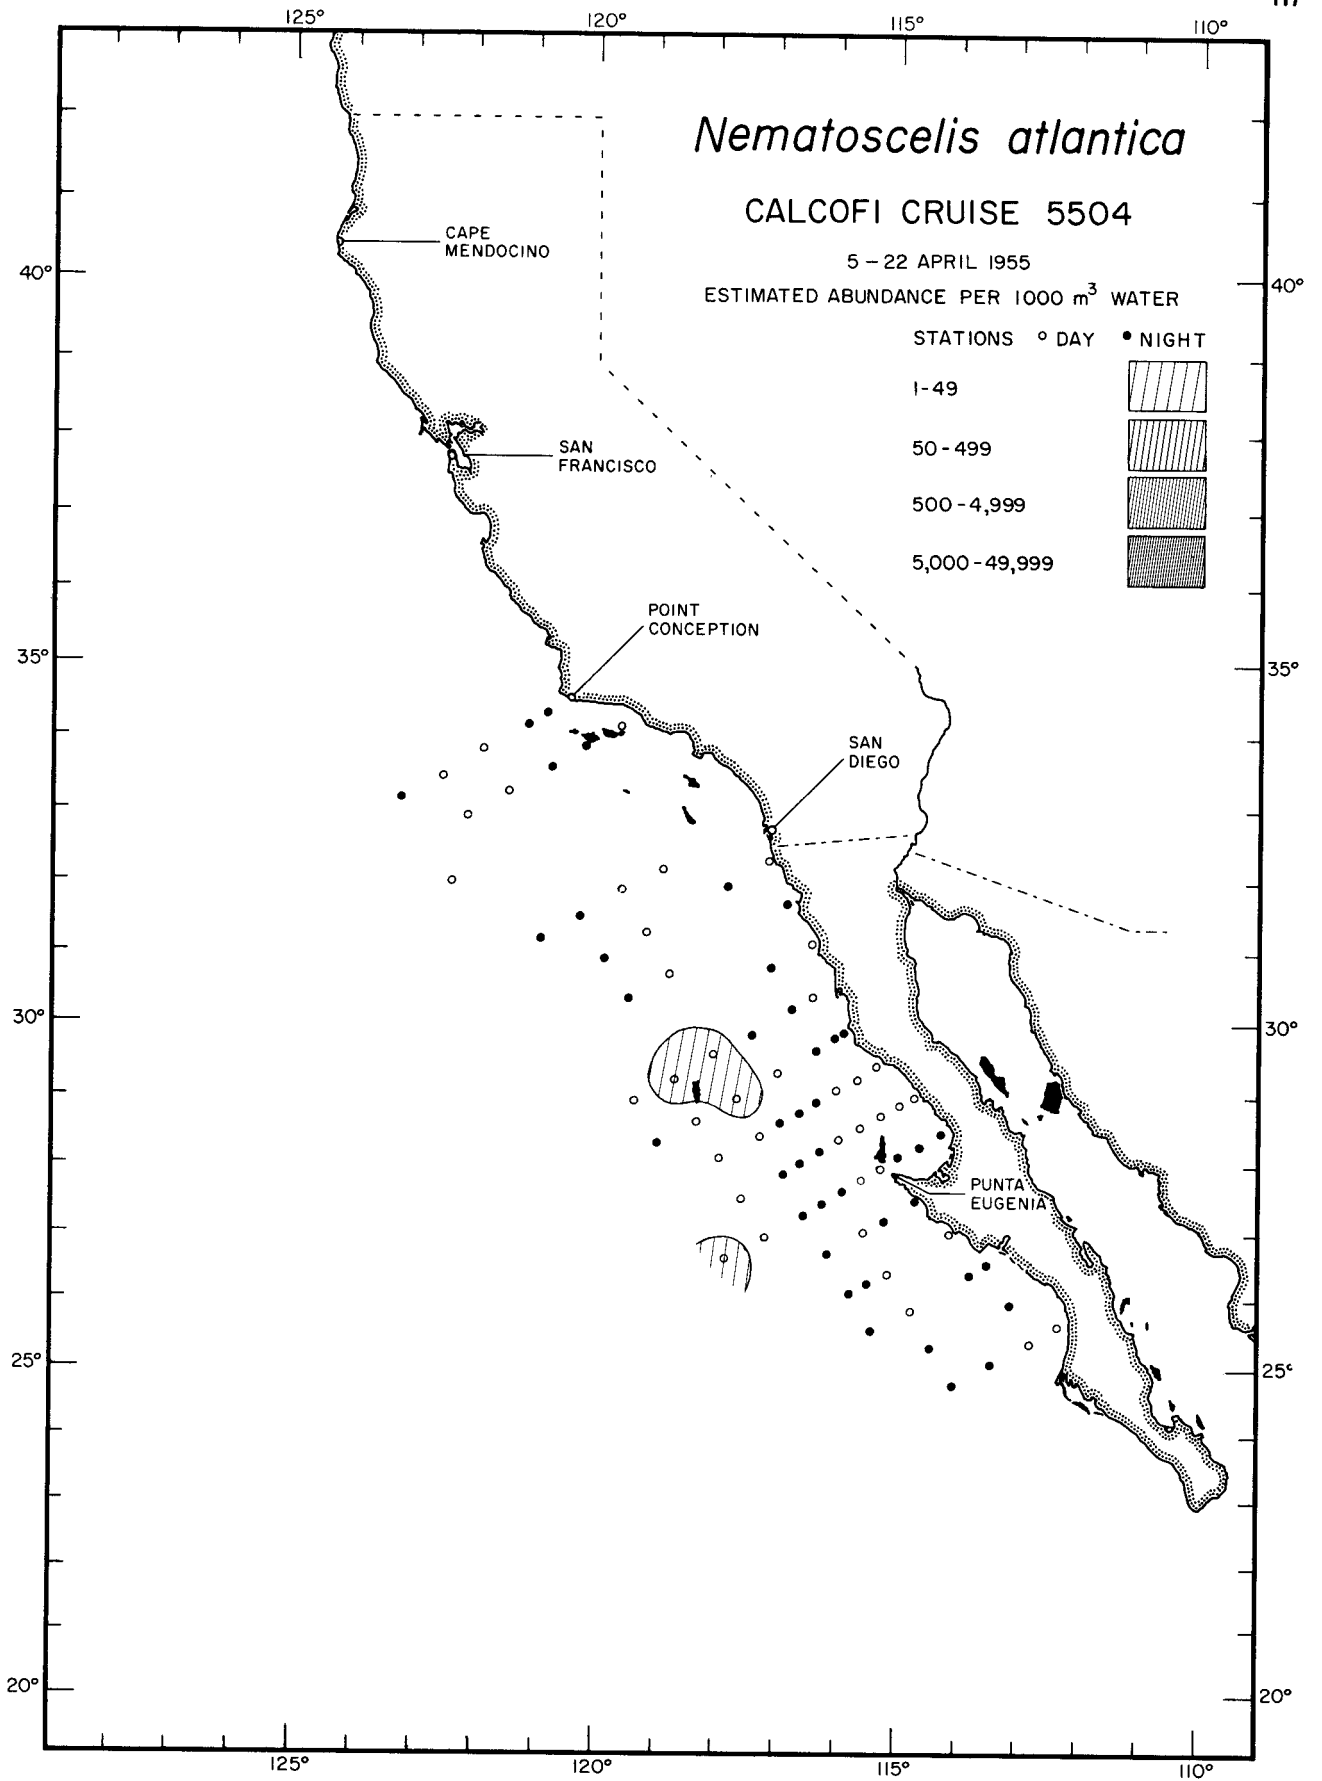 125° 120° 115° 110°
Nematoscelis atlantica
CALCOFI CRUISE 5504
5 – 22 APRIL 1955
ESTIMATED ABUNDANCE PER 1000 m³ WATER
STATIONS ○ DAY ● NIGHT
1-49
50-499
500-4,999
5,000-49,999
CAPE
MENDOCINO
40° 40°
SAN
FRANCISCO
POINT
CONCEPTION
35° 35°
SAN
DIEGO
30° 30°
PUNTA
EUGENIA
25° 25°
20° 20°
125° 120° 115° 110°